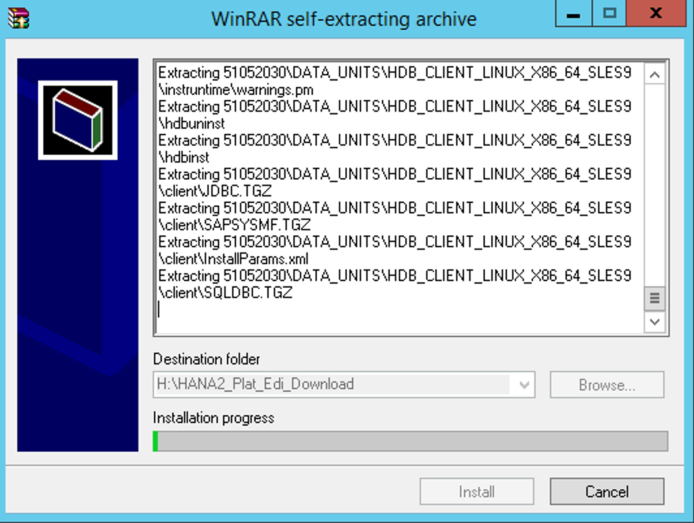 WinRAR self-extracting archive
Extracting 51052030\DATA_UNITS\HDB_CLIENT_LINUX_X86_64_SLES9
\instruntime\warnings.pm
Extracting 51052030\DATA_UNITS\HDB_CLIENT_LINUX_X86_64_SLES9
\hdbuninst
Extracting 51052030\DATA_UNITS\HDB_CLIENT_LINUX_X86_64_SLES9
\hdbinst
Extracting 51052030\DATA_UNITS\HDB_CLIENT_LINUX_X86_64_SLES9
\client\JDBC.TGZ
Extracting 51052030\DATA_UNITS\HDB_CLIENT_LINUX_X86_64_SLES9
\client\SAPSYSMF.TGZ
Extracting 51052030\DATA_UNITS\HDB_CLIENT_LINUX_X86_64_SLES9
\client\InstallParams.xml
Extracting 51052030\DATA_UNITS\HDB_CLIENT_LINUX_X86_64_SLES9
\client\SQLDBC.TGZ
Destination folder
H:\HANA2_Plat_Edi_Download
Browse...
Installation progress
Install
Cancel